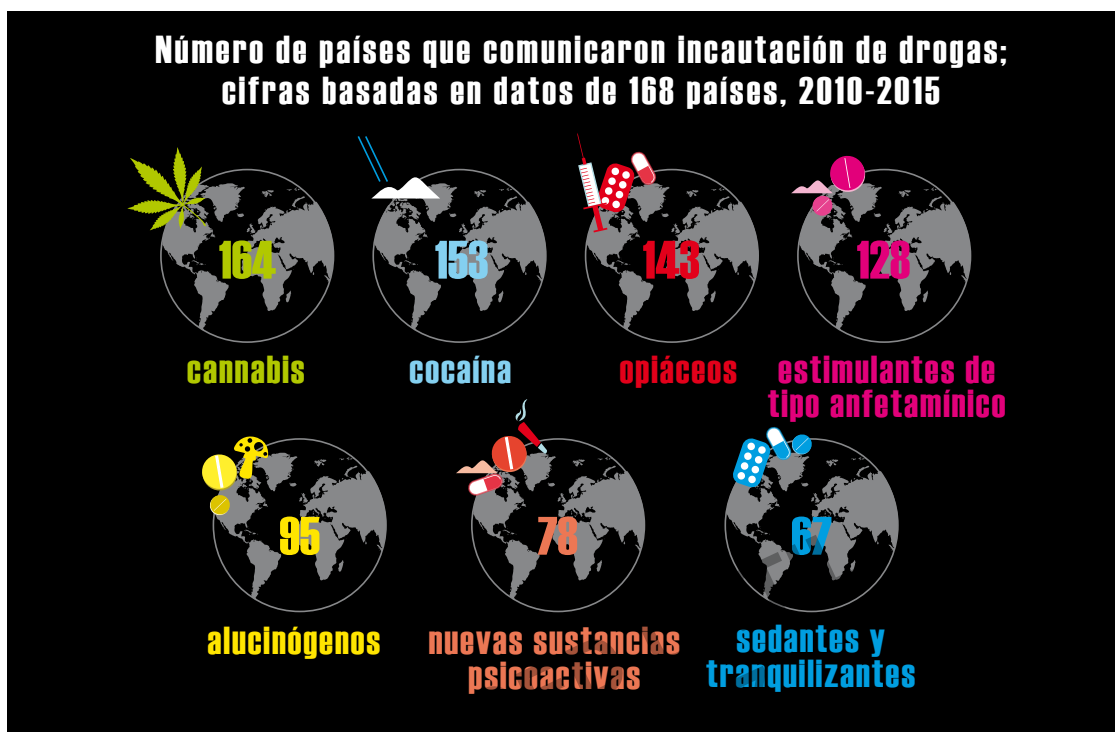 Número de países que comunicaron incautación de drogas;
cifras basadas en datos de 168 países, 2010-2015
164
153
143
128
cannabis
cocaína
opiáceos
estimulantes de
tipo anfetamínico
95
78
67
alucinógenos
nuevas sustancias
psicoactivas
sedantes y
tranquilizantes